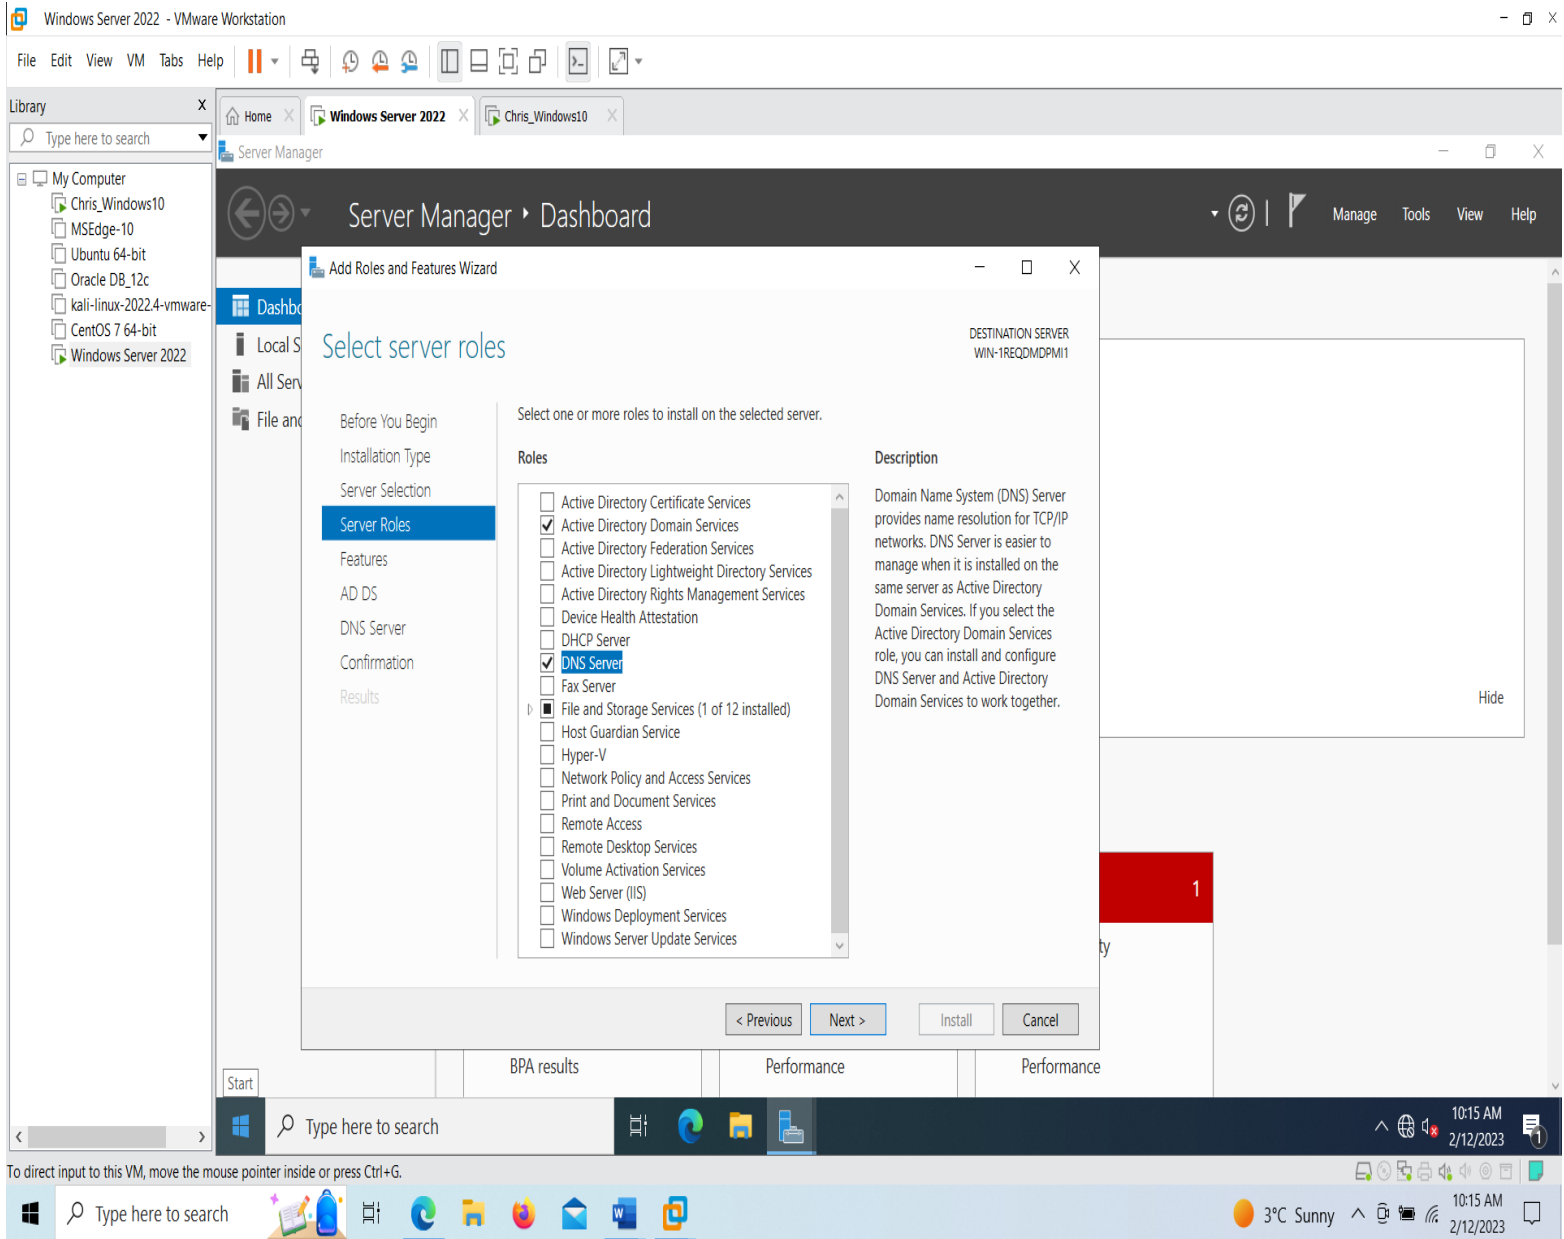 Windows Server 2022 - VMware Workstation
File Edit View VM Tabs Help
Library X
Type here to search
My Computer
Chris_Windows10
MSEdge-10
Ubuntu 64-bit
Oracle DB_12c
kali-linux-2022.4-vmware-
CentOS 7 64-bit
Windows Server 2022
Home
Windows Server 2022
Chris_Windows10
Server Manager
Server Manager Dashboard
Manage Tools View Help
Dashbo
Local S
All Serv
File and
Add Roles and Features Wizard
Select server roles
DESTINATION SERVER
WIN-1REQDMDPMI1
Before You Begin
Installation Type
Server Selection
Server Roles
Features
AD DS
DNS Server
Confirmation
Results
Select one or more roles to install on the selected server.
Roles
Active Directory Certificate Services
Active Directory Domain Services
Active Directory Federation Services
Active Directory Lightweight Directory Services
Active Directory Rights Management Services
Device Health Attestation
DHCP Server
DNS Server
Fax Server
File and Storage Services (1 of 12 installed)
Host Guardian Service
Hyper-V
Network Policy and Access Services
Print and Document Services
Remote Access
Remote Desktop Services
Volume Activation Services
Web Server (IIS)
Windows Deployment Services
Windows Server Update Services
Description
Domain Name System (DNS) Server
provides name resolution for TCP/IP
networks. DNS Server is easier to
manage when it is installed on the
same server as Active Directory
Domain Services. If you select the
Active Directory Domain Services
role, you can install and configure
DNS Server and Active Directory
Domain Services to work together.
< Previous Next > Install Cancel
Hide
1
ty
BPA results
Performance
Performance
Start
Type here to search
10:15 AM
2/12/2023
1
To direct input to this VM, move the mouse pointer inside or press Ctrl+G.
Type here to search
3°C Sunny
10:15 AM
2/12/2023